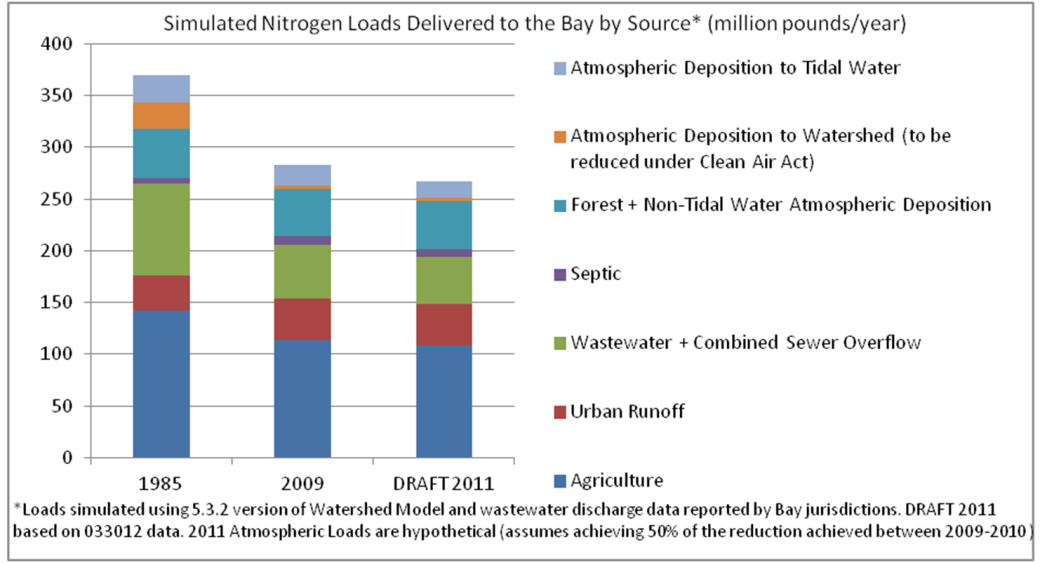 Simulated Nitrogen Loads Delivered to the Bay by Source* (million pounds/year)
400
350
300
250
200
150
100
50
0
1985
2009
DRAFT 2011
Atmospheric Deposition to Tidal Water
Atmospheric Deposition to Watershed (to be
reduced under Clean Air Act)
Forest + Non-Tidal Water Atmospheric Deposition
Septic
Wastewater + Combined Sewer Overflow
Urban Runoff
Agriculture
*Loads simulated using 5.3.2 version of Watershed Model and wastewater discharge data reported by Bay jurisdictions. DRAFT 2011
based on 033012 data. 2011 Atmospheric Loads are hypothetical (assumes achieving 50% of the reduction achieved between 2009-2010)